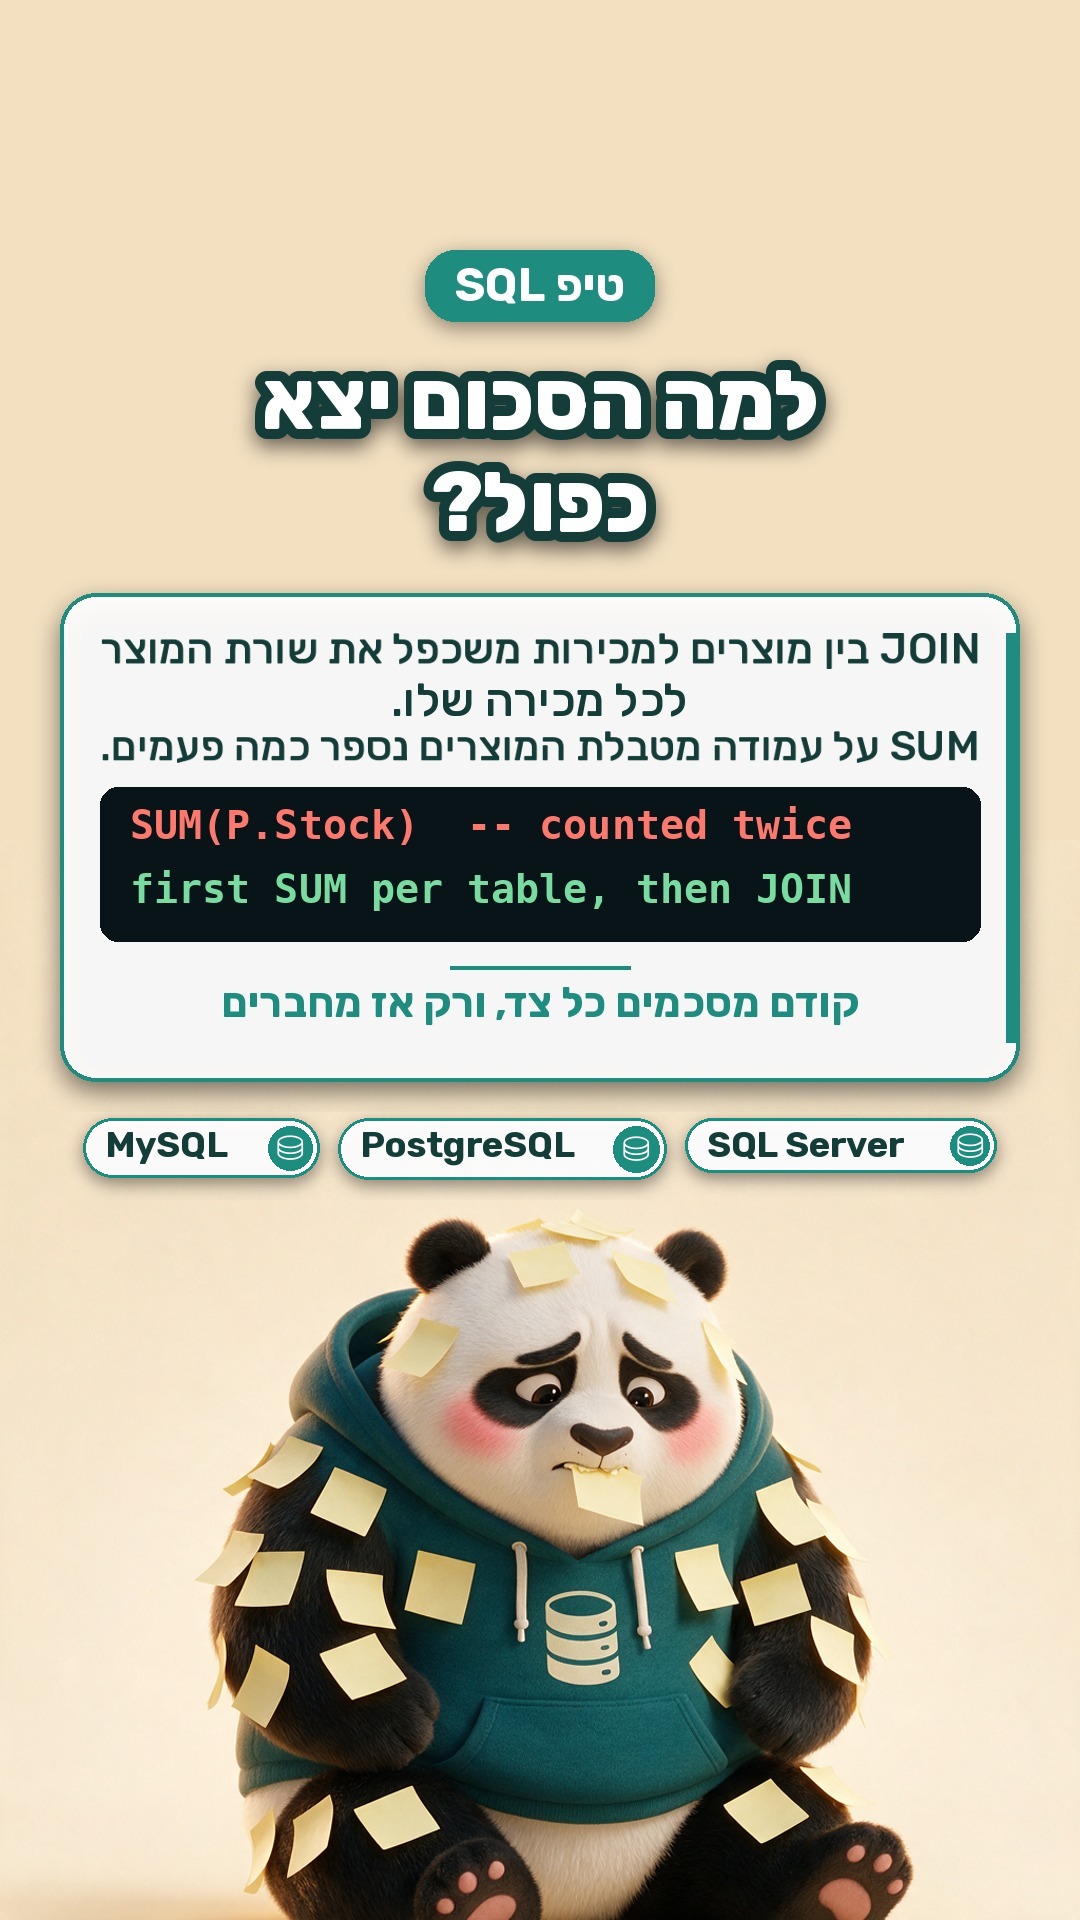 טיפ SQL
למה הסכום יצא
כפול?
JOIN בין מוצרים למכירות משכפל את שורת המוצר
לכל מכירה שלו.
SUM על עמודה מטבלת המוצרים נספר כמה פעמים.
SUM(P.Stock)  -- counted twice
first SUM per table, then JOIN
קודם מסכמים כל צד, ורק אז מחברים
MySQL
PostgreSQL
SQL Server